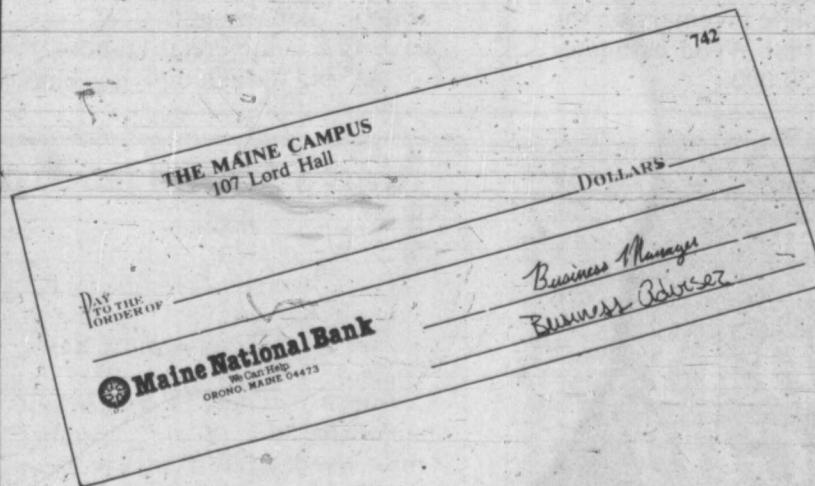 742
THE MAINE CAMPUS
107 Lord Hall
DOLLARS
PAY
TO THE
ORDER OF
Business Manager
Business Adviser
Maine National Bank
We Can Help
ORONO, MAINE 04473